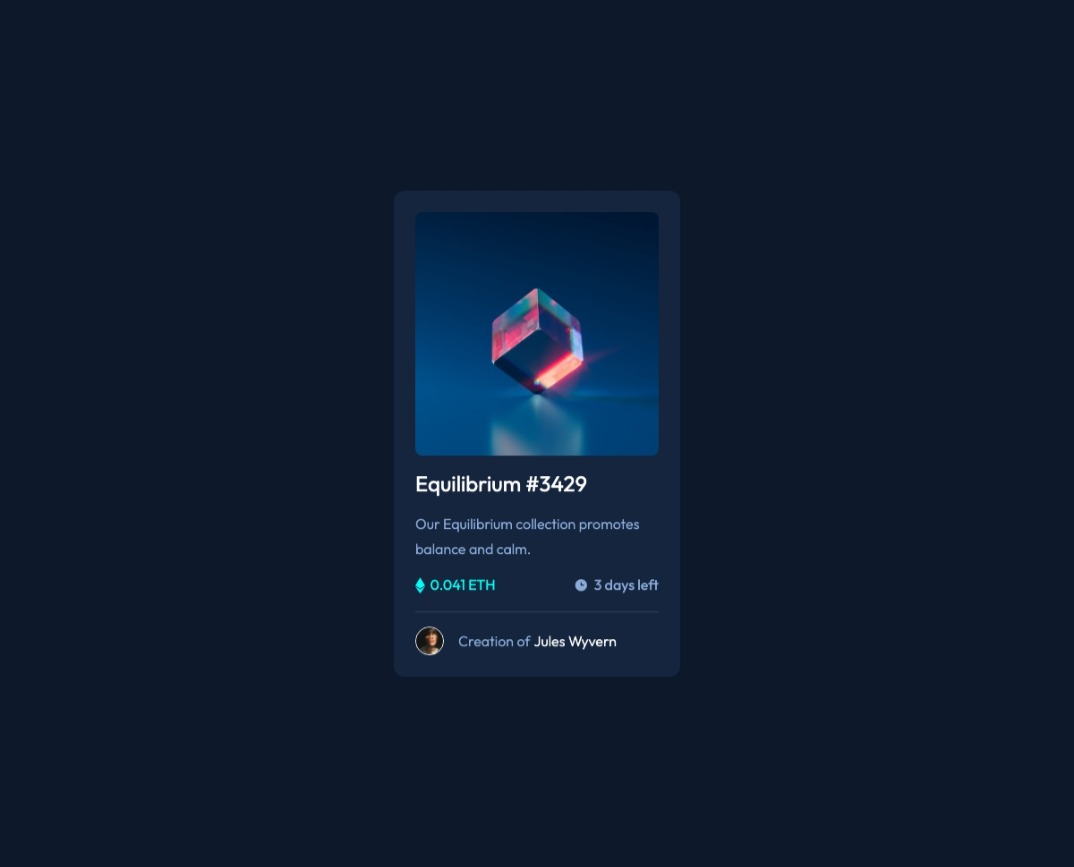 Equilibrium #3429
Our Equilibrium collection promotes
balance and calm.
0.041 ETH
3 days left
Creation of Jules Wyvern